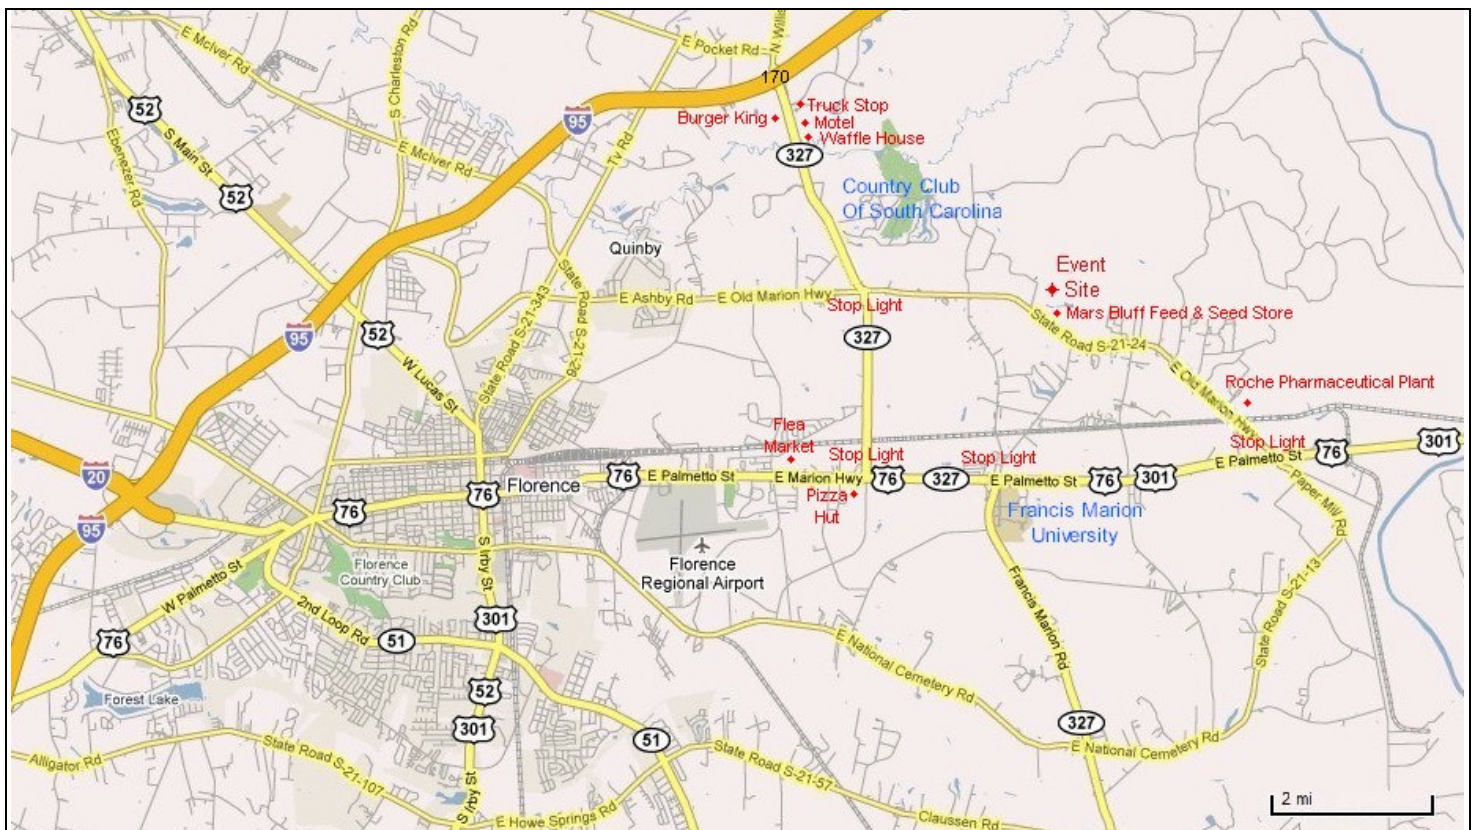 E McIver Rd
S Charleston Rd
E Pocket Rd
N Willis
170
52
S Main St
Ebenezer Rd
95
Burger King
Truck Stop
Motel
Waffle House
327
E McIver Rd
Tv Rd
52
Country Club
Of South Carolina
Quinby
Event
Site
State Road S-21-343
State Road S-21-26
E Ashby Rd
E Old Marion Hwy
Stop Light
Mars Bluff Feed & Seed Store
State Road S-21-24
95
52
327
W Lucas St
E Old Marion Hwy
Roche Pharmaceutical Plant
Flea
Market
Stop Light
Stop Light
Stop Light
20
76
E Palmetto St
E Marion Hwy
76
327
E Palmetto St
76
301
E Palmetto St
76
301
Florence
76
76
Pizza
Hut
Francis Marion
University
Paper Mill Rd
95
S Irby St
Florence
Country Club
Florence
Regional Airport
W Palmetto St
2nd Loop Rd
51
301
Francis Marion Rd
State Road S-21-13
76
E National Cemetery Rd
Forest Lake
52
301
51
327
E National Cemetery Rd
Alligator Rd
State Road S-21-107
State Road S-21-57
S Irby St
E Howe Springs Rd
Claussen Rd
2 mi